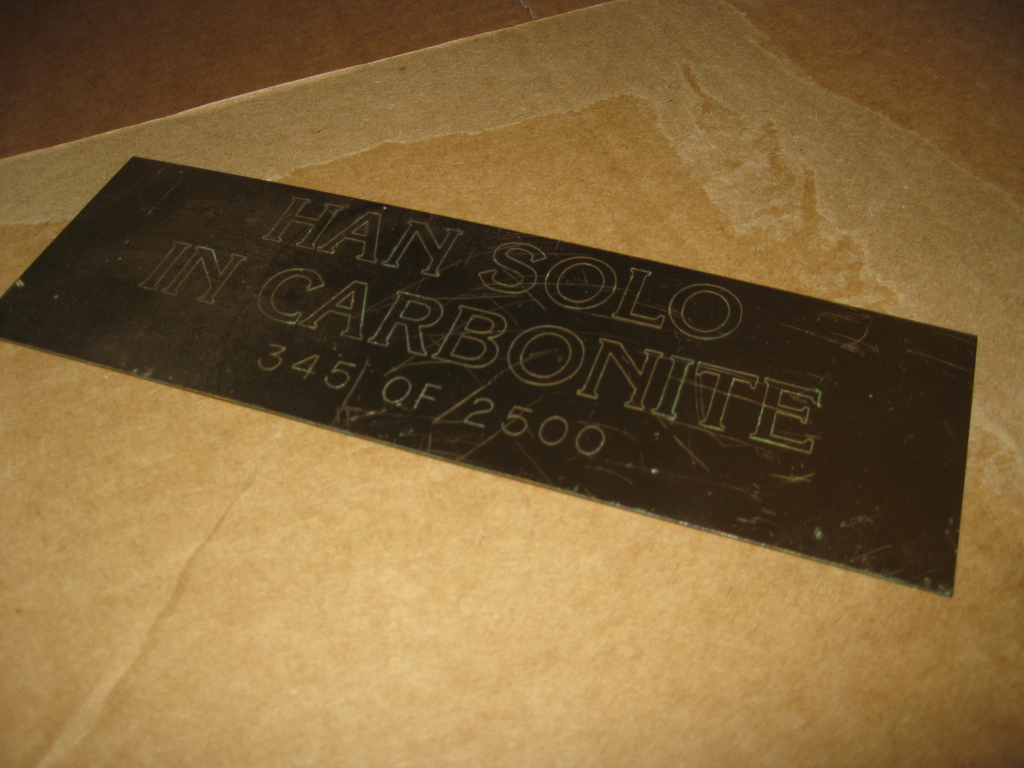 HAN SOLO
IN CARBONITE
345 OF 2500